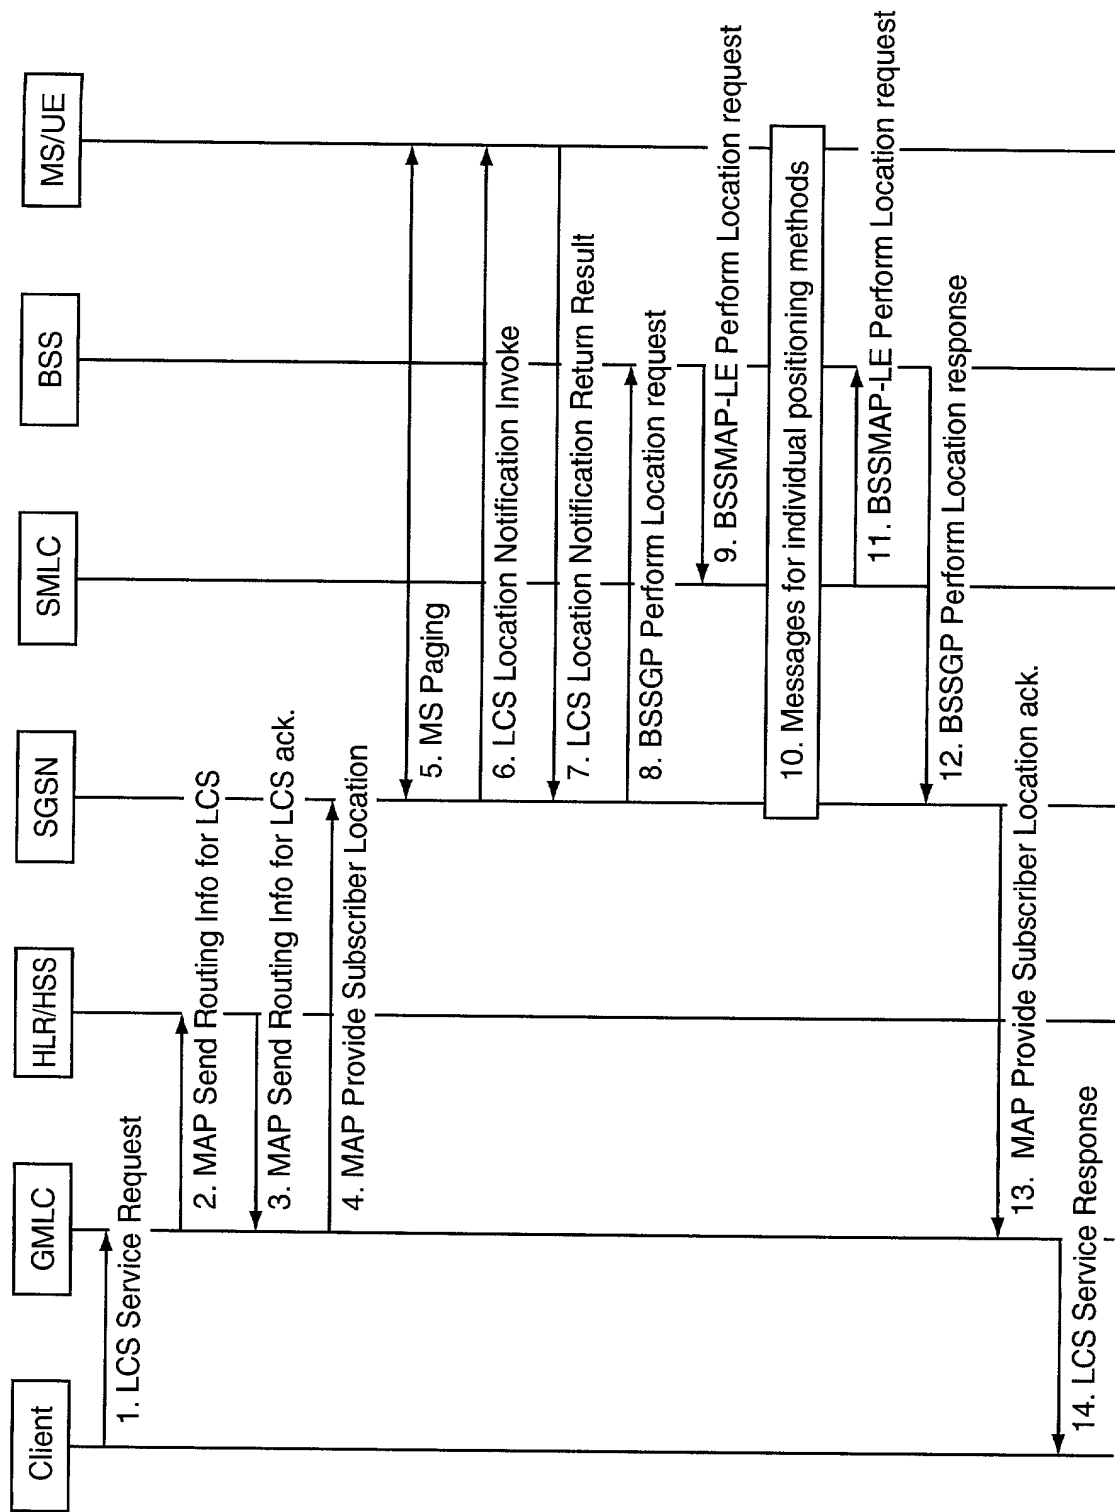 Client
GMLC
HLR/HSS
SGSN
SMLC
BSS
MS/UE
1. LCS Service Request
2. MAP Send Routing Info for LCS
3. MAP Send Routing Info for LCS ack.
4. MAP Provide Subscriber Location
5. MS Paging
6. LCS Location Notification Invoke
7. LCS Location Notification Return Result
8. BSSGP Perform Location request
9. BSSMAP-LE Perform Location request
10. Messages for individual positioning methods
11. BSSMAP-LE Perform Location request
12. BSSGP Perform Location response
13. MAP Provide Subscriber Location ack.
14. LCS Service Response